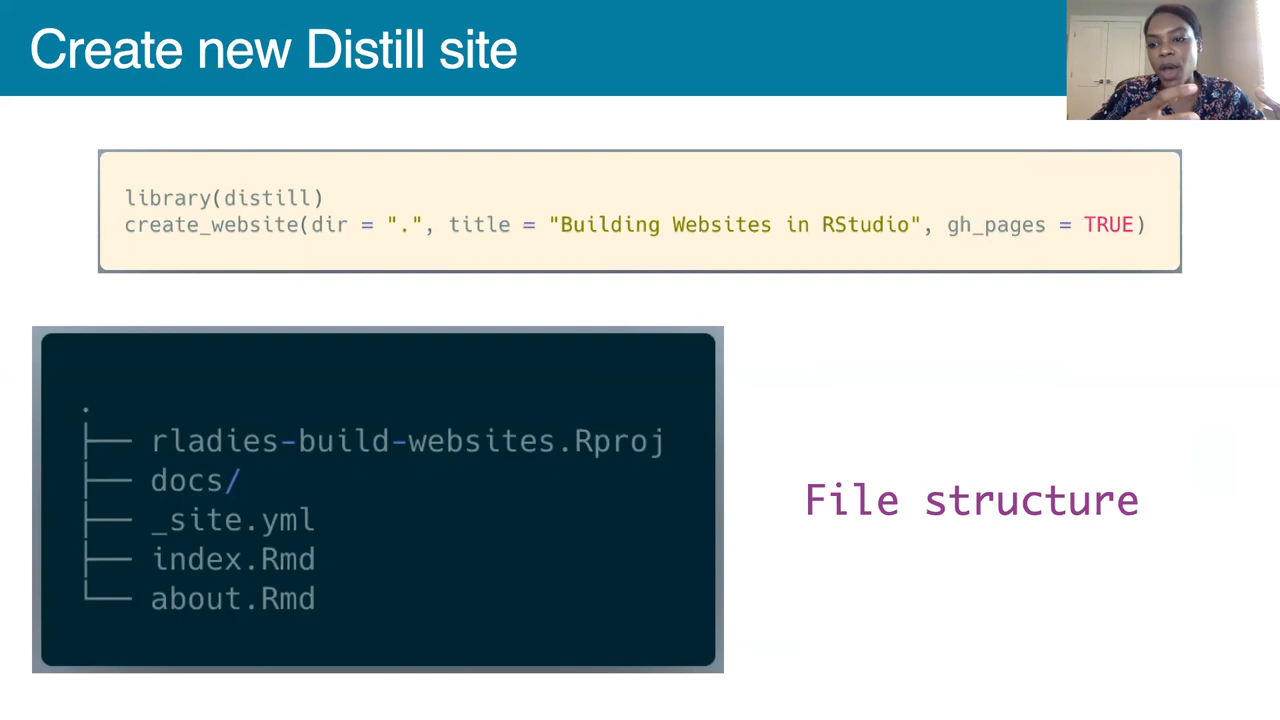 Create new Distill site
library(distill)
create_website(dir = ".", title = "Building Websites in RStudio", gh_pages = TRUE)
.
├── rladies-build-websites.Rproj
├── docs/
├── _site.yml
├── index.Rmd
└── about.Rmd
File structure